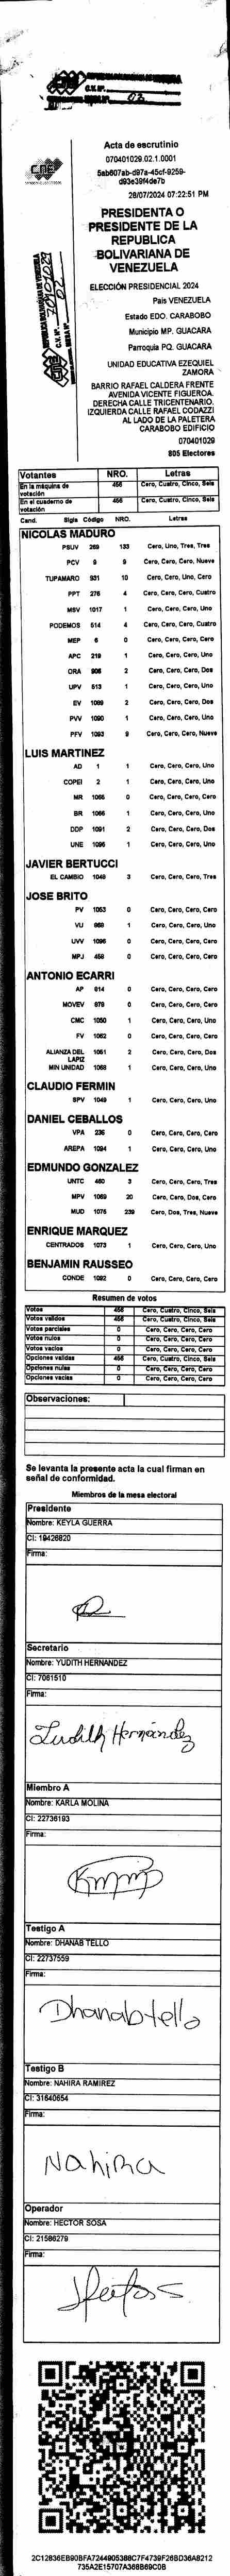 C.N.E.
02
CNE
Acta de escrutinio
070401029.02.1.0001
5ab607ab-d97a-45cf-9259-
d93e39f4de7b
28/07/2024 07:22:51 PM
PRESIDENTA O
PRESIDENTE DE LA
REPUBLICA
BOLIVARIANA DE
VENEZUELA
ELECCIÓN PRESIDENCIAL 2024
País VENEZUELA
Estado EDO. CARABOBO
Municipio MP. GUACARA
Parroquia PQ. GUACARA
UNIDAD EDUCATIVA EZEQUIEL
ZAMORA
BARRIO RAFAEL CALDERA FRENTE
AVENIDA VICENTE FIGUEROA.
DERECHA CALLE TRICENTENARIO.
IZQUIERDA CALLE RAFAEL CODAZZI
AL LADO DE LA PALETERA
CARABOBO EDIFICIO
070401029
805 Electores
Votantes NRO. Letras
En la máquina de votación 456 Cero, Cuatro, Cinco, Seis
En el cuaderno de votación 456 Cero, Cuatro, Cinco, Seis
Cand. Sigla Código NRO. Letras
NICOLAS MADURO
PSUV 269 133 Cero, Uno, Tres, Tres
PCV 9 9 Cero, Cero, Cero, Nueve
TUPAMARO 931 10 Cero, Cero, Uno, Cero
PPT 276 4 Cero, Cero, Cero, Cuatro
MSV 1017 1 Cero, Cero, Cero, Uno
PODEMOS 514 4 Cero, Cero, Cero, Cuatro
MEP 6 0 Cero, Cero, Cero, Cero
APC 219 1 Cero, Cero, Cero, Uno
ORA 906 2 Cero, Cero, Cero, Dos
UPV 513 1 Cero, Cero, Cero, Uno
EV 1089 2 Cero, Cero, Cero, Dos
PVV 1090 1 Cero, Cero, Cero, Uno
PFV 1093 9 Cero, Cero, Cero, Nueve
LUIS MARTINEZ
AD 1 1 Cero, Cero, Cero, Uno
COPEI 2 1 Cero, Cero, Cero, Uno
MR 1065 0 Cero, Cero, Cero, Cero
BR 1066 1 Cero, Cero, Cero, Uno
DDP 1091 2 Cero, Cero, Cero, Dos
UNE 1096 1 Cero, Cero, Cero, Uno
JAVIER BERTUCCI
EL CAMBIO 1049 3 Cero, Cero, Cero, Tres
JOSE BRITO
PV 1053 0 Cero, Cero, Cero, Cero
VU 868 1 Cero, Cero, Cero, Uno
UVV 1098 0 Cero, Cero, Cero, Cero
MPJ 458 0 Cero, Cero, Cero, Cero
ANTONIO ECARRI
AP 614 0 Cero, Cero, Cero, Cero
MOVEV 979 0 Cero, Cero, Cero, Cero
CMC 1050 1 Cero, Cero, Cero, Uno
FV 1062 0 Cero, Cero, Cero, Cero
ALIANZA DEL LAPIZ 1051 2 Cero, Cero, Cero, Dos
MIN UNIDAD 1068 1 Cero, Cero, Cero, Uno
CLAUDIO FERMIN
SPV 1049 1 Cero, Cero, Cero, Uno
DANIEL CEBALLOS
VPA 236 0 Cero, Cero, Cero, Cero
AREPA 1094 1 Cero, Cero, Cero, Uno
EDMUNDO GONZALEZ
UNTC 460 3 Cero, Cero, Cero, Tres
MPV 1069 20 Cero, Cero, Dos, Cero
MUD 1075 239 Cero, Dos, Tres, Nueve
ENRIQUE MARQUEZ
CENTRADOS 1073 1 Cero, Cero, Cero, Uno
BENJAMIN RAUSSEO
CONDE 1092 0 Cero, Cero, Cero, Cero
Resumen de votos
Votos 456 Cero, Cuatro, Cinco, Seis
Votos validos 456 Cero, Cuatro, Cinco, Seis
Votos parciales 0 Cero, Cero, Cero, Cero
Votos nulos 0 Cero, Cero, Cero, Cero
Votos vacios 0 Cero, Cero, Cero, Cero
Opciones validas 456 Cero, Cuatro, Cinco, Seis
Opciones nulas 0 Cero, Cero, Cero, Cero
Opciones vacias 0 Cero, Cero, Cero, Cero
Observaciones:
Se levanta la presente acta la cual firman en
señal de conformidad.
Miembros de la mesa electoral
Presidente
Nombre: KEYLA GUERRA
CI: 19426820
Firma:
Secretario
Nombre: YUDITH HERNANDEZ
CI: 7081510
Firma:
Yudith Hernández
Miembro A
Nombre: KARLA MOLINA
CI: 22736193
Firma:
Testigo A
Nombre: DHANAB TELLO
CI: 22737559
Firma:
Dhanab tello
Testigo B
Nombre: NAHIRA RAMIREZ
CI: 31640654
Firma:
Nahira
Operador
Nombre: HECTOR SOSA
CI: 21586279
Firma:
2C12836EB90BFA7244905388C7F4739F26BD36A8212
735A2E15707A368B69C0B